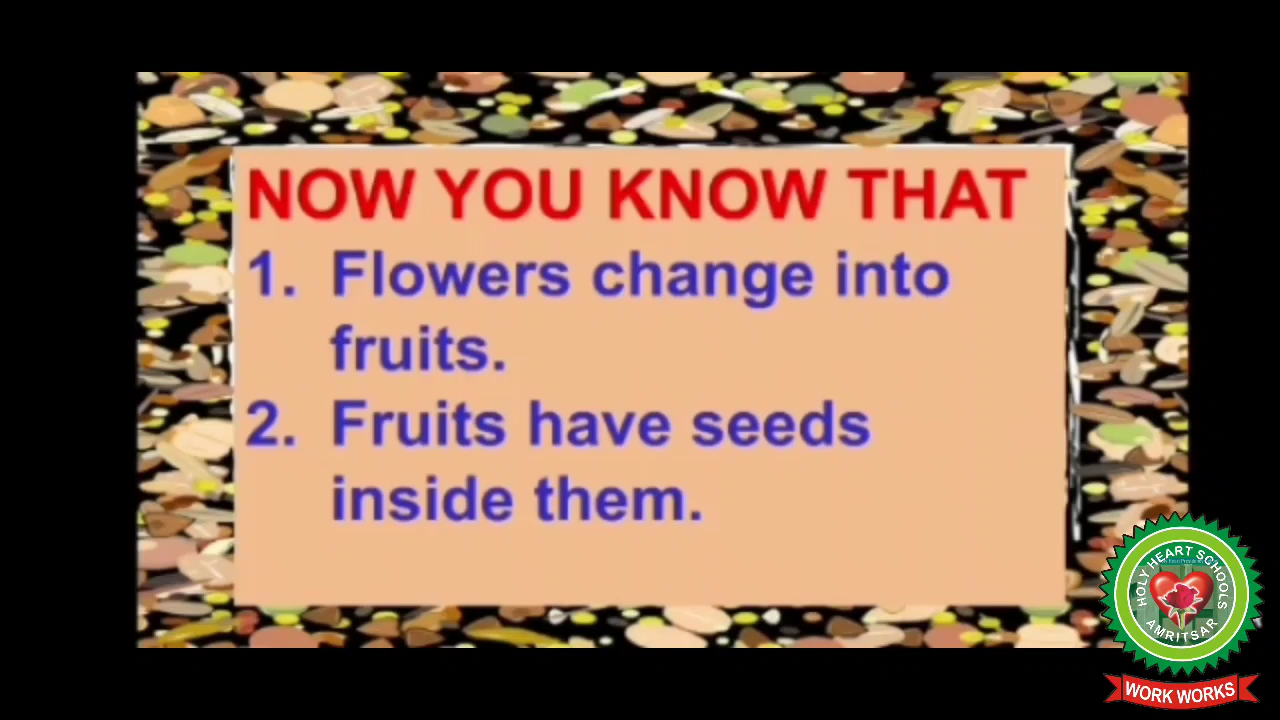 NOW YOU KNOW THAT
1. Flowers change into
fruits.
2. Fruits have seeds
inside them.
HOLY HEART SCHOOLS
AMRITSAR
WORK WORKS